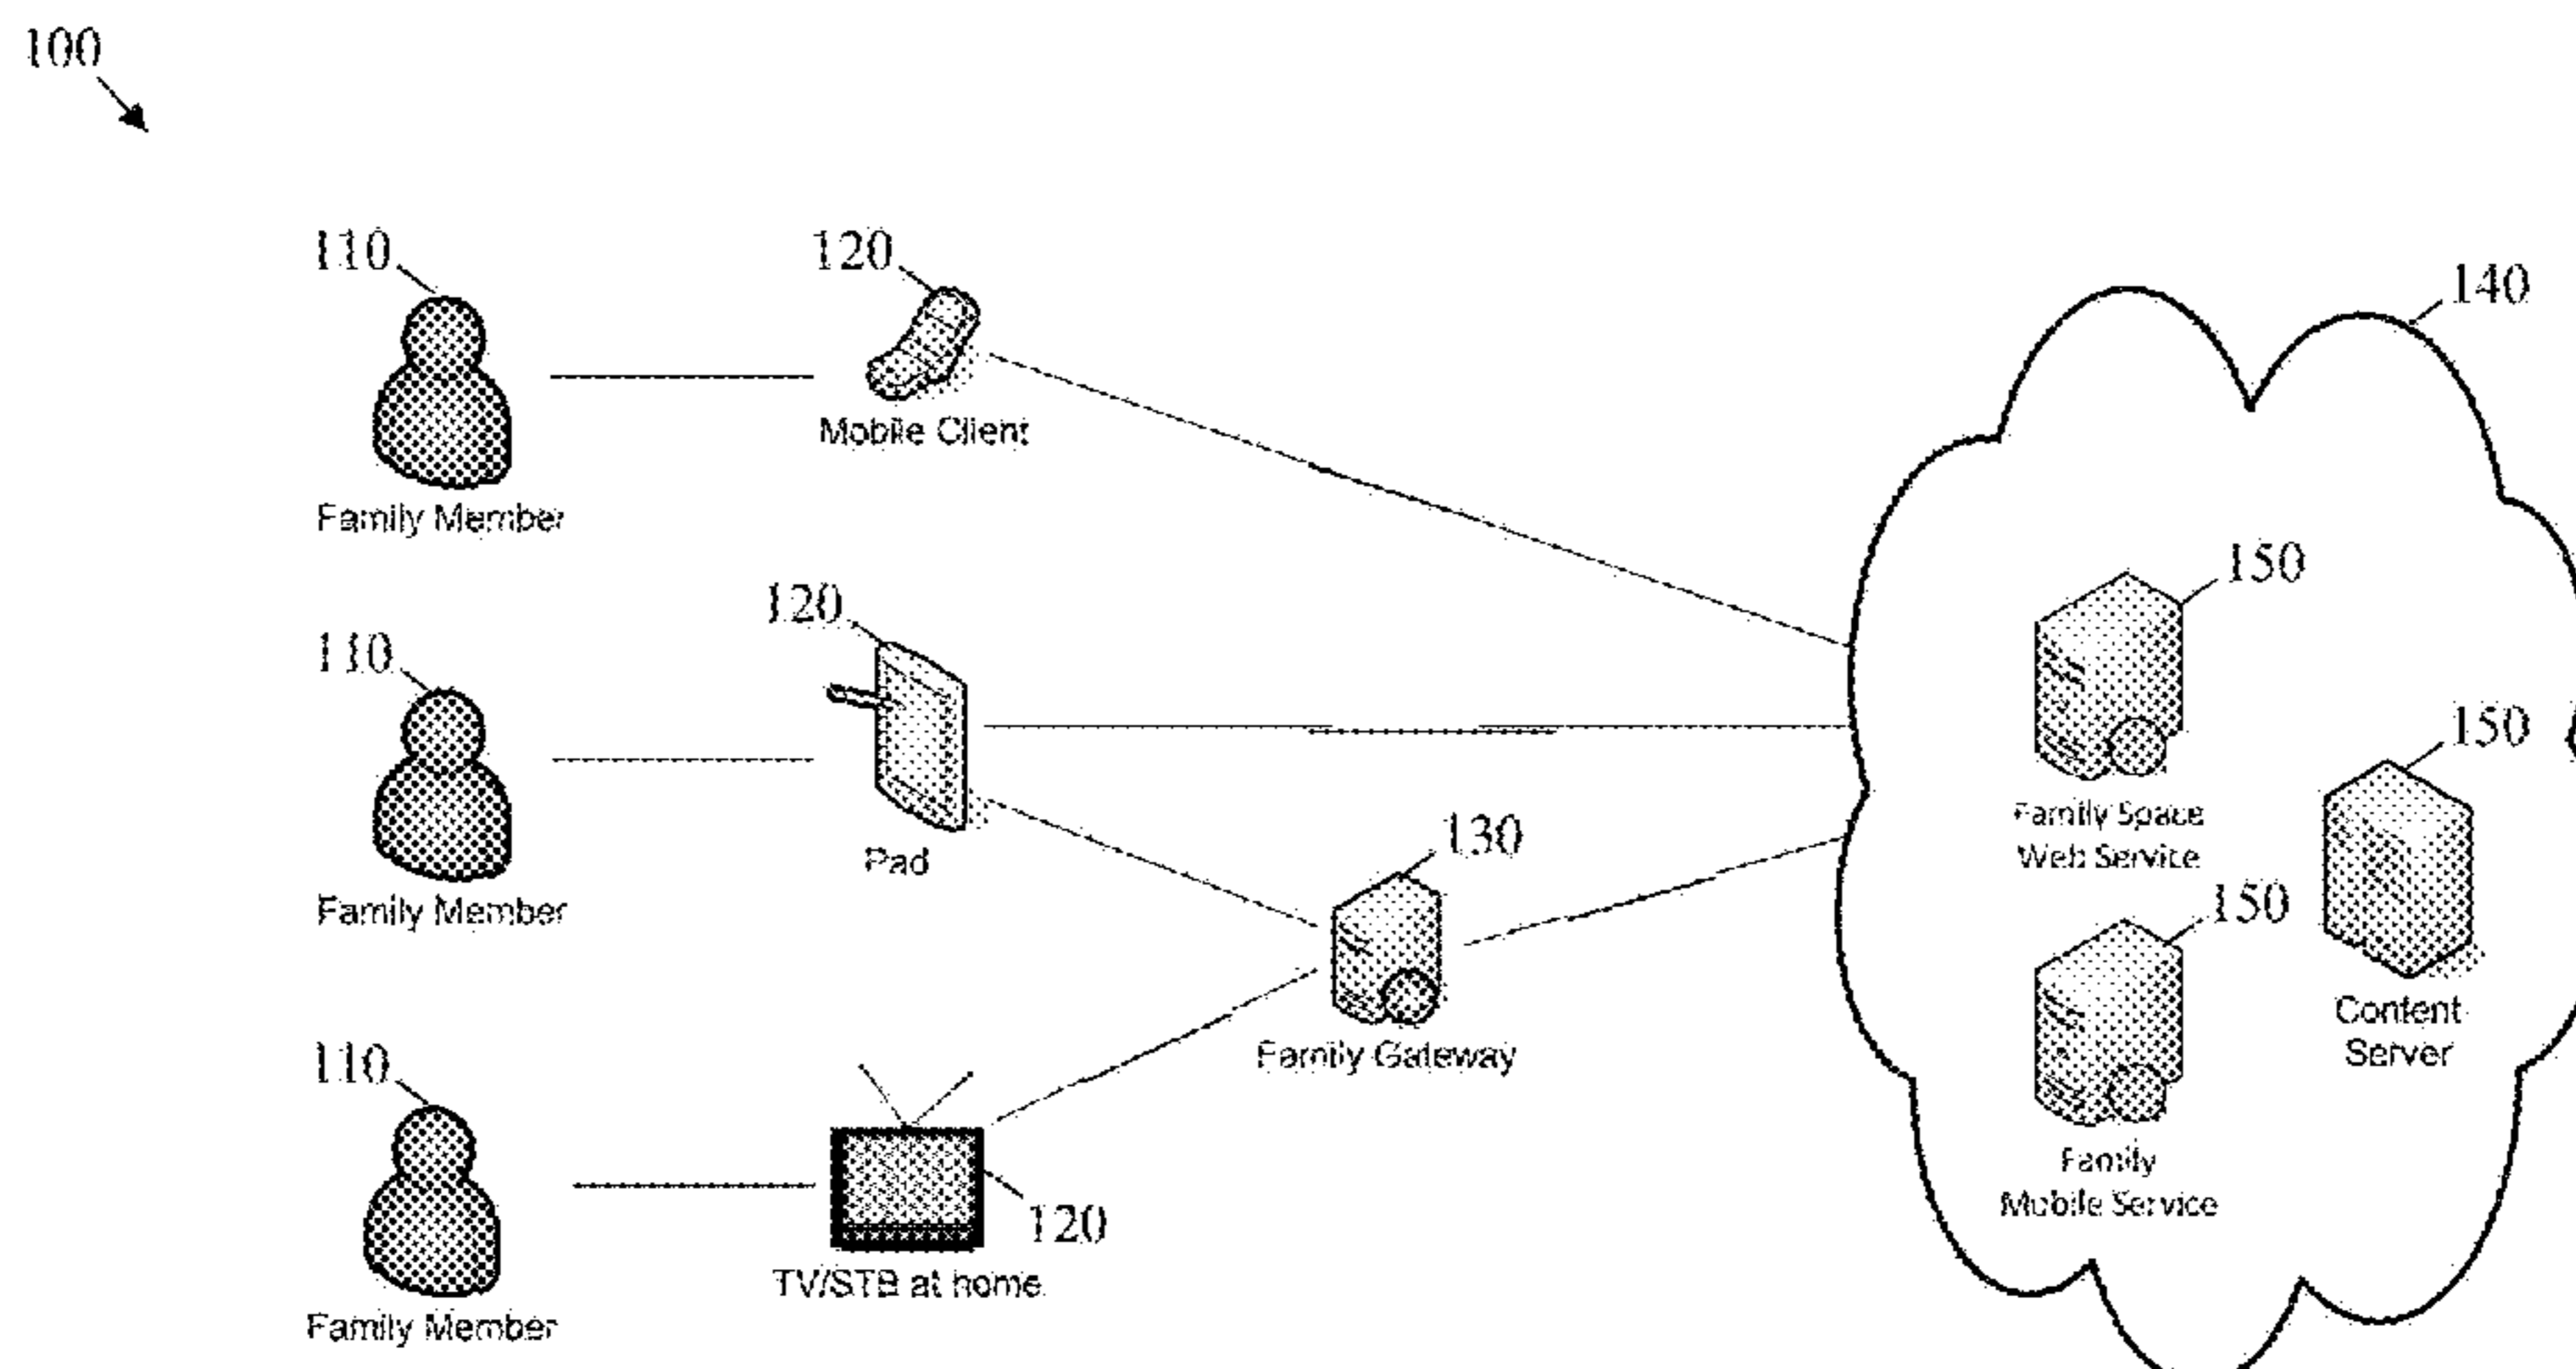 100
110
120
140
Mobile Client
Family Member
150
120
110
150
130
Family Space
Web Service
Pad
150
Family Member
Content
Server
Family Gateway
110
Family
Mobile Service
120
TV/STB at home
Family Member